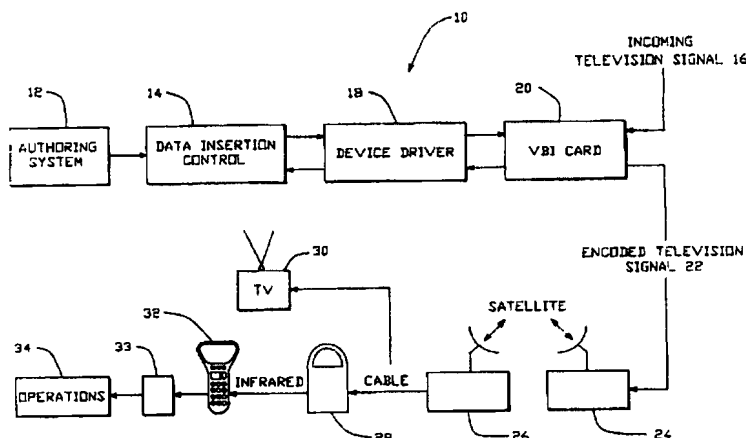 10
INCOMING
TELEVISION SIGNAL 16
12
14
18
20
AUTHORING
SYSTEM
DATA INSERTION
CONTROL
DEVICE DRIVER
VBI CARD
ENCODED TELEVISION
SIGNAL 22
30
TV
SATELLITE
32
34
33
OPERATIONS
INFRARED
CABLE
28
26
24